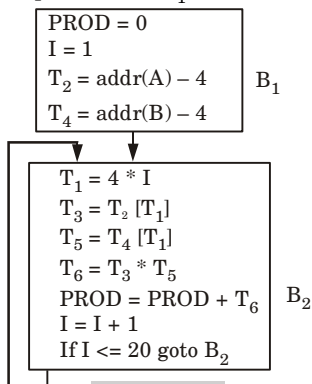 PROD = 0
I = 1
T₂ = addr(A) – 4
T₄ = addr(B) – 4
B₁
T₁ = 4 * I
T₃ = T₂ [T₁]
T₅ = T₄ [T₁]
T₆ = T₃ * T₅
PROD = PROD + T₆
I = I + 1
If I <= 20 goto B₂
B₂